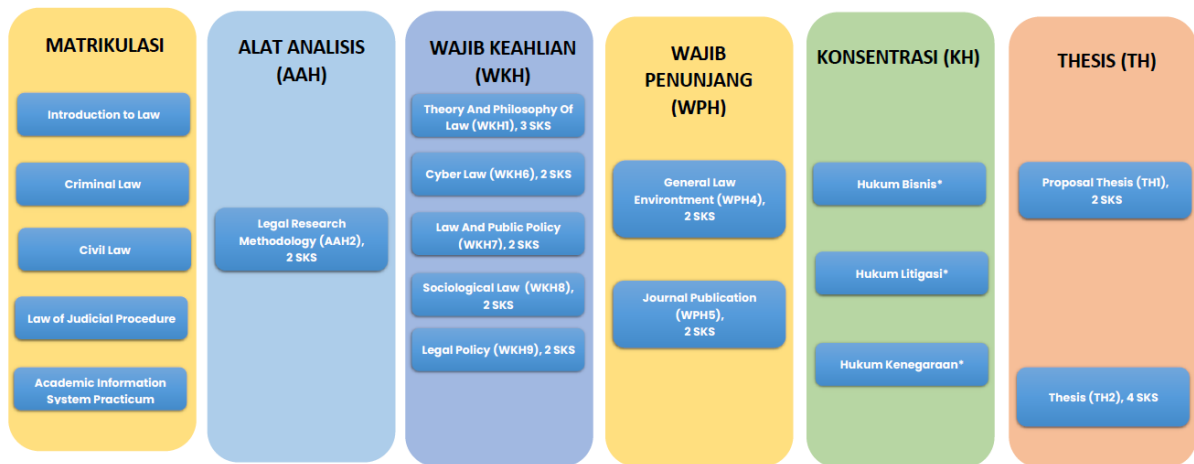 MATRIKULASI
Introduction to Law
Criminal Law
Civil Law
Law of Judicial Procedure
Academic Information
System Practicum
ALAT ANALISIS
(AAH)
Legal Research
Methodology (AAH2),
2 SKS
WAJIB KEAHLIAN
(WKH)
Theory And Philosophy Of
Law (WKH1), 3 SKS
Cyber Law (WKH6), 2 SKS
Law And Public Policy
(WKH7), 2 SKS
Sociological Law (WKH8),
2 SKS
Legal Policy (WKH9), 2 SKS
WAJIB
PENUNJANG
(WPH)
General Law
Environtment (WPH4),
2 SKS
Journal Publication
(WPH5),
2 SKS
KONSENTRASI (KH)
Hukum Bisnis*
Hukum Litigasi*
Hukum Kenegaraan*
THESIS (TH)
Proposal Thesis (TH1),
2 SKS
Thesis (TH2), 4 SKS